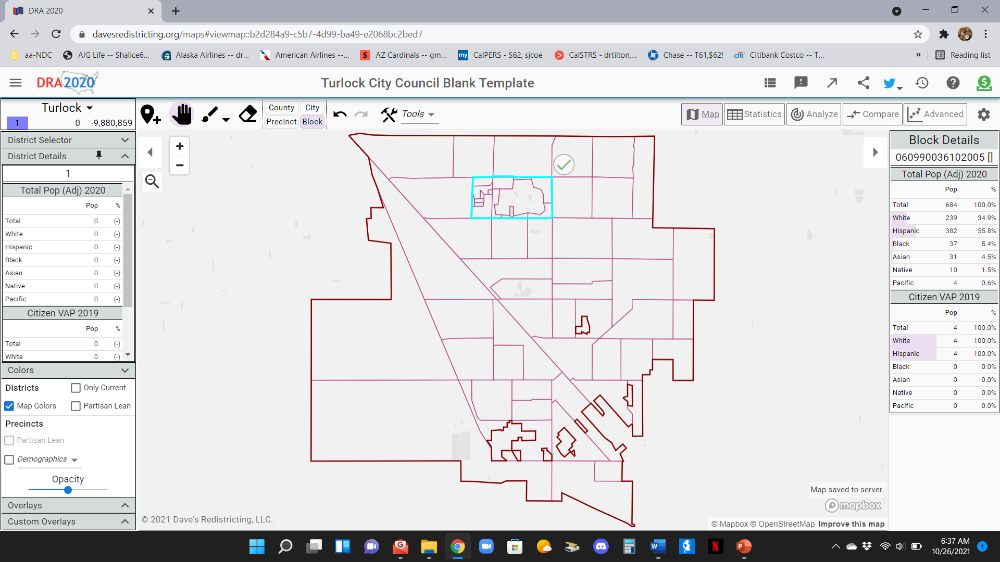 DRA 2020
davesredistricting.org/maps#viewmap::b2d284a9-c5b7-4d99-ba49-e2068bc2bed7
aa-NDC AIG Life -- Shalice6... Alaska Airlines -- dr... American Airlines --... AZ Cardinals -- gm... my CalPERS - S62, sjcoe CalSTRS - drtilton,... Chase -- T61,$62! citi Citibank Costco -- T... » Reading list
DRA2020 Turlock City Council Blank Template
Turlock
1 0 -9,880,859
County City
Precinct Block
Tools
Map Statistics Analyze Compare Advanced
District Selector
District Details
1
Total Pop (Adj) 2020
Pop %
Total 0 (-)
White 0 (-)
Hispanic 0 (-)
Black 0 (-)
Asian 0 (-)
Native 0 (-)
Pacific 0 (-)
Citizen VAP 2019
Pop %
Total 0 (-)
White 0 (-)
Colors
Districts Only Current
Map Colors Partisan Lean
Precincts
Partisan Lean
Demographics
Opacity
Overlays
Custom Overlays
+
−
© 2021 Dave's Redistricting, LLC.
Map saved to server.
mapbox
© Mapbox © OpenStreetMap Improve this map
Block Details
060990036102005 []
Total Pop (Adj) 2020
Pop %
Total 684 100.0%
White 239 34.9%
Hispanic 382 55.8%
Black 37 5.4%
Asian 31 4.5%
Native 10 1.5%
Pacific 4 0.6%
Citizen VAP 2019
Pop %
Total 4 100.0%
White 4 100.0%
Hispanic 4 100.0%
Black 0 0.0%
Asian 0 0.0%
Native 0 0.0%
Pacific 0 0.0%
6:37 AM
10/26/2021
1